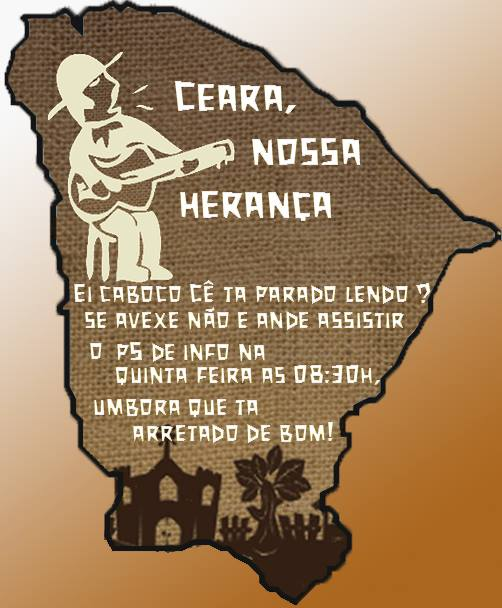 CEARA,
NOSSA
HERANÇA
EI CABOCO CÊ TA PARADO LENDO ?
SE AVEXE NÃO E ANDE ASSISTIR
O PS DE INFO NA
QUINTA FEIRA AS 08:30H,
UMBORA QUE TA
ARRETADO DE BOM!